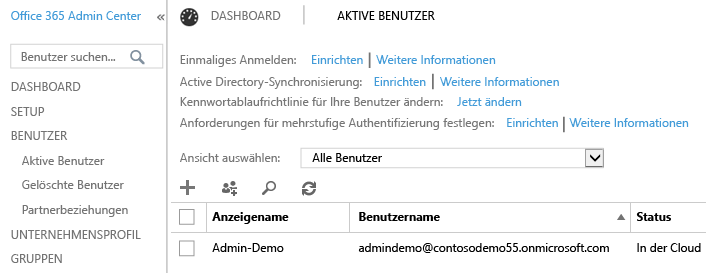 Office 365 Admin Center «
Benutzer suchen...
DASHBOARD
SETUP
BENUTZER
Aktive Benutzer
Gelöschte Benutzer
Partnerbeziehungen
UNTERNEHMENSPROFIL
GRUPPEN
DASHBOARD AKTIVE BENUTZER
Einmaliges Anmelden: Einrichten | Weitere Informationen
Active Directory-Synchronisierung: Einrichten | Weitere Informationen
Kennwortablaufrichtlinie für Ihre Benutzer ändern: Jetzt ändern
Anforderungen für mehrstufige Authentifizierung festlegen: Einrichten | Weitere Informationen
Ansicht auswählen: Alle Benutzer
Anzeigename Benutzername Status
Admin-Demo admindemo@contosodemo55.onmicrosoft.com In der Cloud